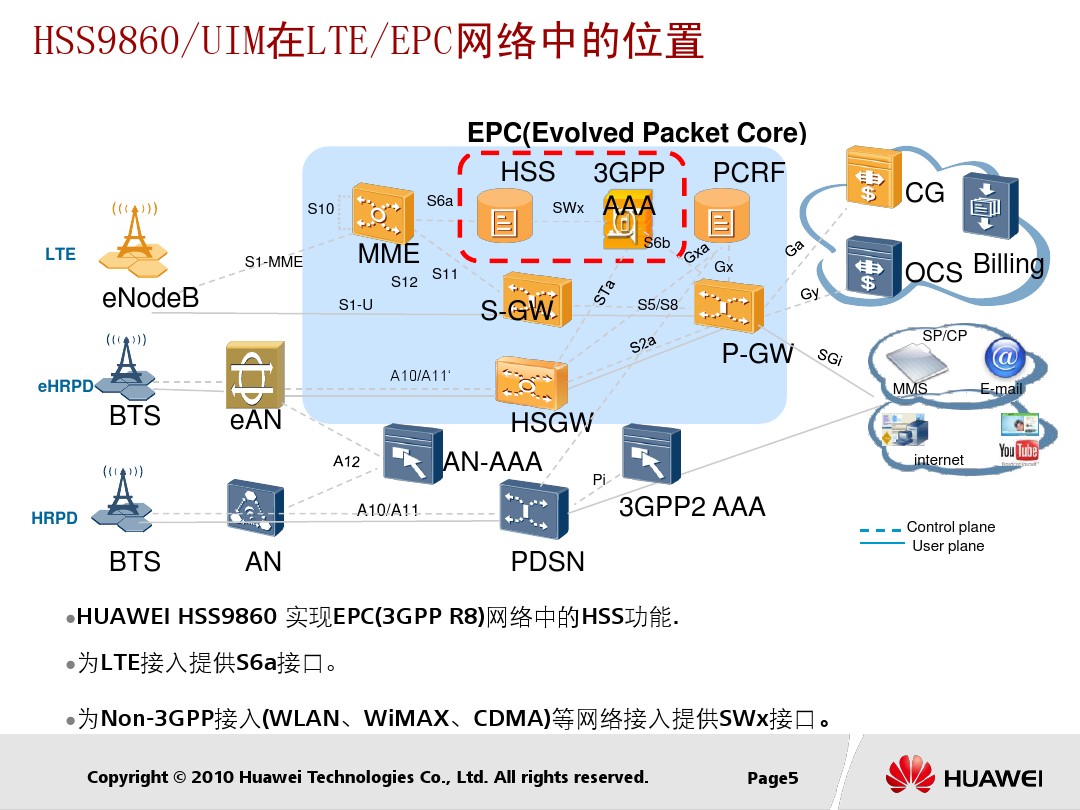 HSS9860/UIM在LTE/EPC网络中的位置
EPC(Evolved Packet Core)
HSS
3GPP
AAA
PCRF
CG
S10
S6a
SWx
S6b
LTE
S1-MME
MME
Gxa
Gx
Ga
OCS
Billing
eNodeB
S12
S11
STa
Gy
S1-U
S-GW
S5/S8
S2a
P-GW
SGi
SP/CP
MMS
E-mail
eHRPD
BTS
eAN
A10/A11'
HSGW
You Tube
internet
A12
AN-AAA
Pi
3GPP2 AAA
HRPD
A10/A11
BTS
AN
PDSN
Control plane
User plane
●HUAWEI HSS9860 实现EPC(3GPP R8)网络中的HSS功能.
●为LTE接入提供S6a接口。
●为Non-3GPP接入(WLAN、WiMAX、CDMA)等网络接入提供SWx接口。
Copyright © 2010 Huawei Technologies Co., Ltd. All rights reserved.
Page5
HUAWEI